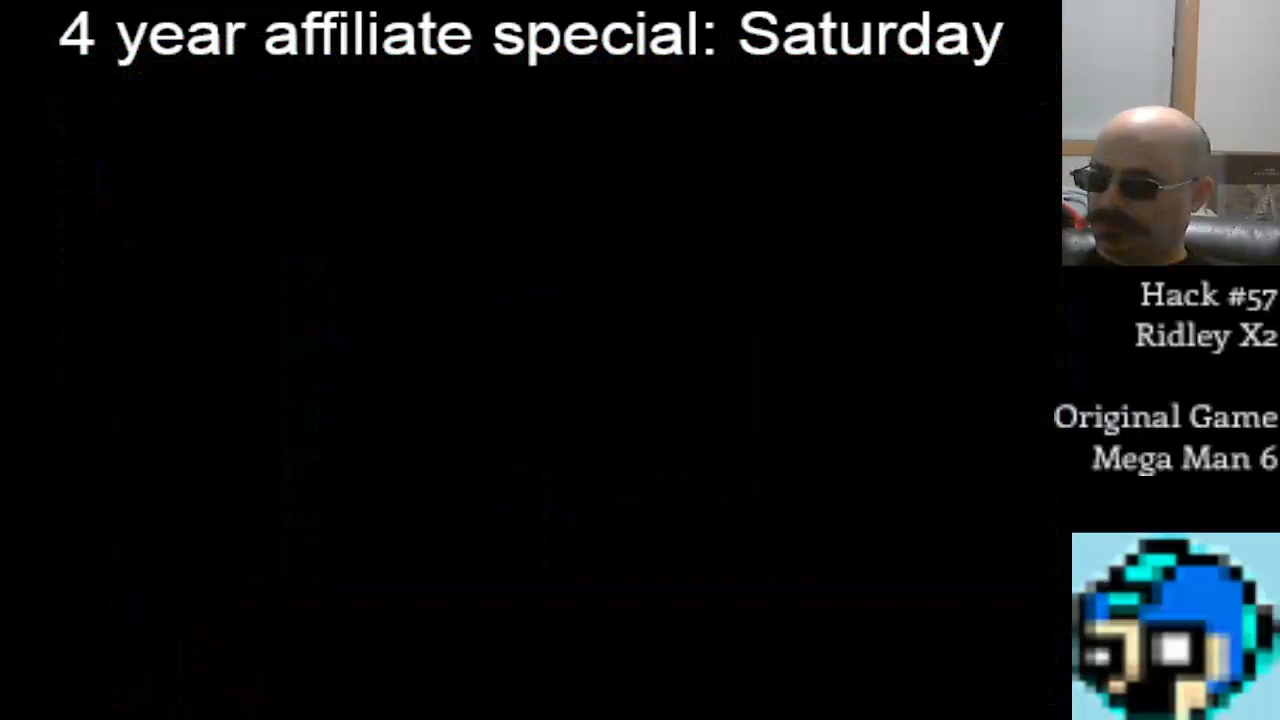 4 year affiliate special: Saturday
Hack #57
Ridley X2
Original Game
Mega Man 6